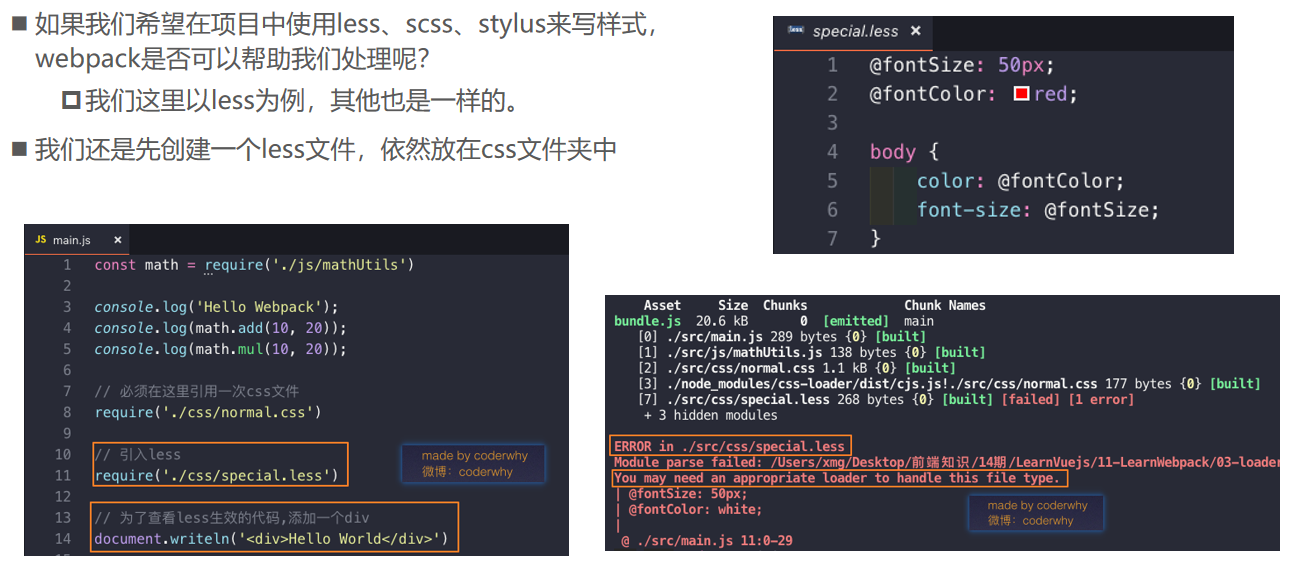 如果我们希望在项目中使用less、scss、stylus来写样式，
webpack是否可以帮助我们处理呢？
我们这里以less为例，其他也是一样的。
我们还是先创建一个less文件，依然放在css文件夹中
special.less ×
1 @fontSize: 50px;
2 @fontColor: red;
3
4 body {
5 color: @fontColor;
6 font-size: @fontSize;
7 }
JS main.js ×
1 const math = require('./js/mathUtils')
2
3 console.log('Hello Webpack');
4 console.log(math.add(10, 20));
5 console.log(math.mul(10, 20));
6
7 // 必须在这里引用一次css文件
8 require('./css/normal.css')
9
10 // 引入less
11 require('./css/special.less')
12
13 // 为了查看less生效的代码,添加一个div
14 document.writeln('<div>Hello World</div>')
made by coderwhy
微博：coderwhy
Asset Size Chunks Chunk Names
bundle.js 20.6 kB 0 [emitted] main
[0] ./src/main.js 289 bytes {0} [built]
[1] ./src/js/mathUtils.js 138 bytes {0} [built]
[2] ./src/css/normal.css 1.1 kB {0} [built]
[3] ./node_modules/css-loader/dist/cjs.js!./src/css/normal.css 177 bytes {0} [built]
[7] ./src/css/special.less 268 bytes {0} [built] [failed] [1 error]
+ 3 hidden modules
ERROR in ./src/css/special.less
Module parse failed: /Users/xmg/Desktop/前端知识/14期/LearnVuejs/11-LearnWebpack/03-loader
You may need an appropriate loader to handle this file type.
| @fontSize: 50px;
| @fontColor: white;
|
@ ./src/main.js 11:0-29
made by coderwhy
微博：coderwhy